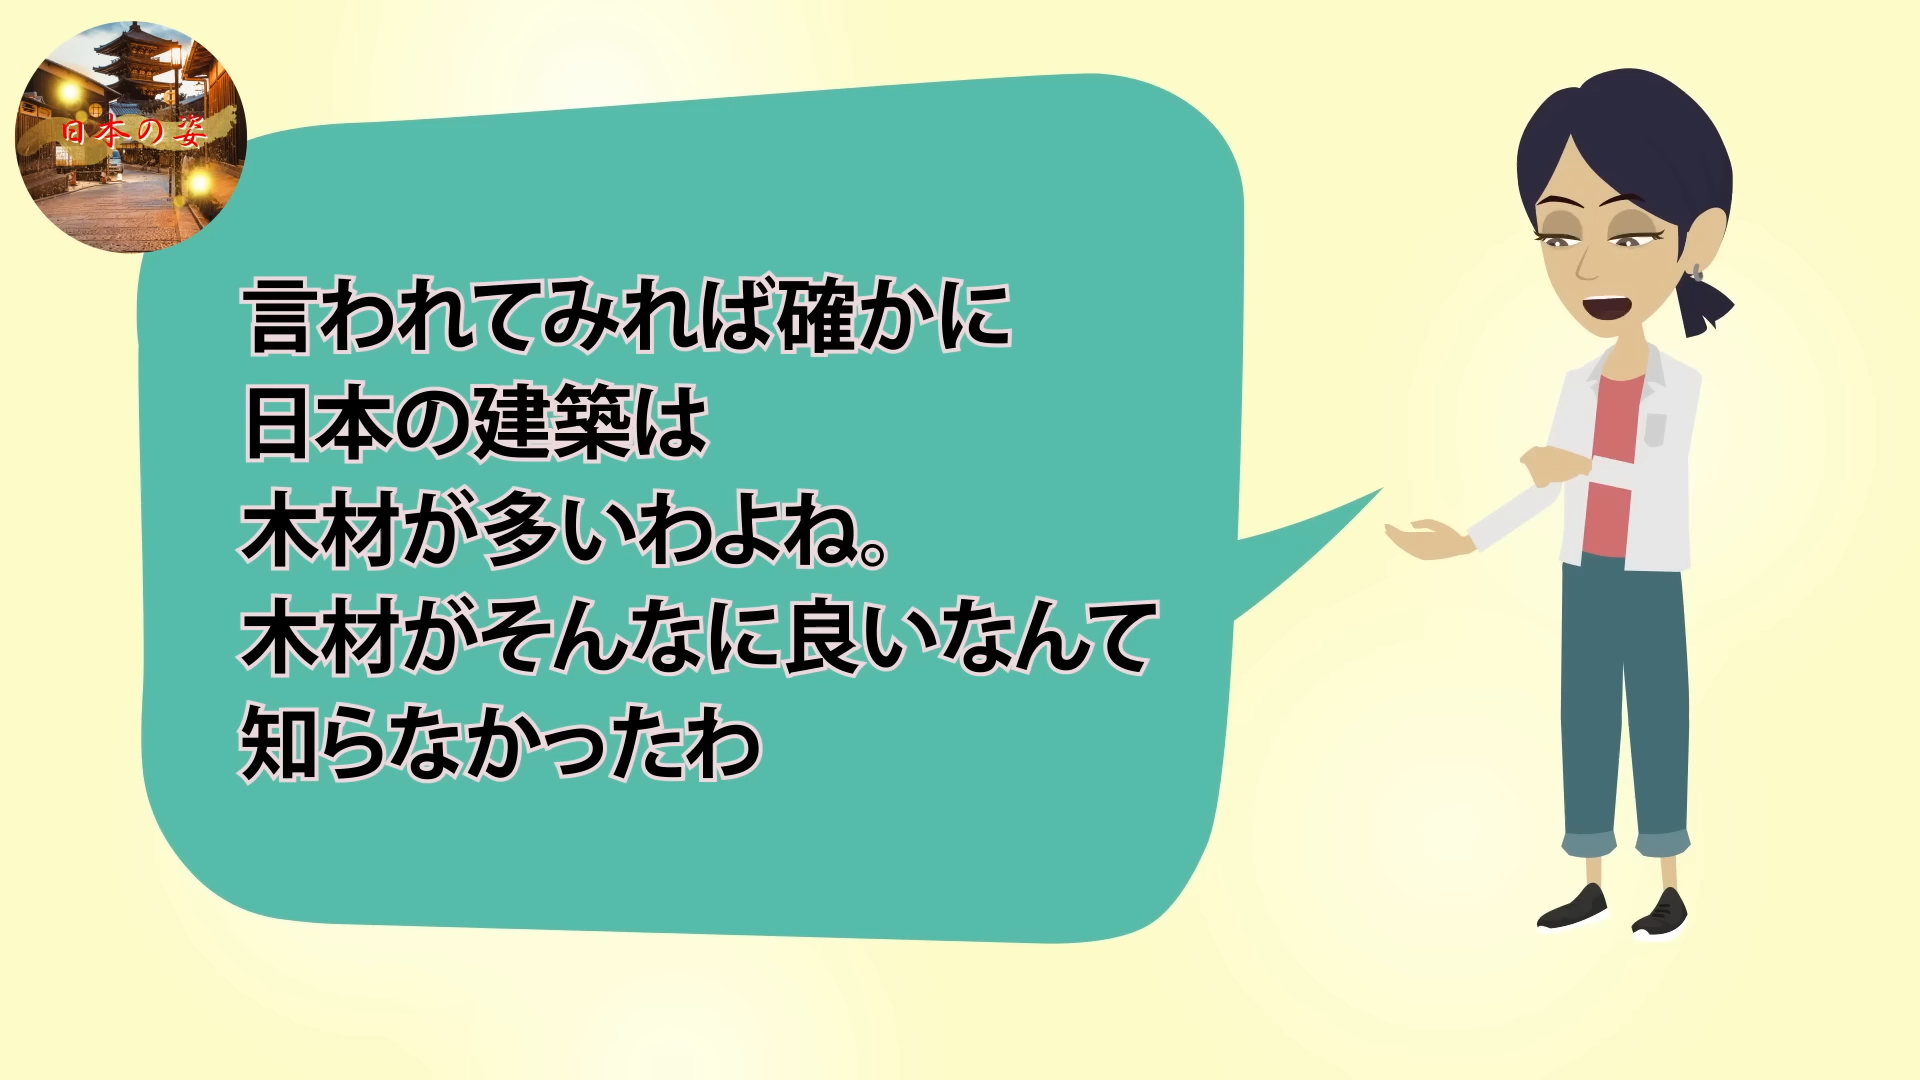 日本の姿
言われてみれば確かに
日本の建築は
木材が多いわよね。
木材がそんなに良いなんて
知らなかったわ